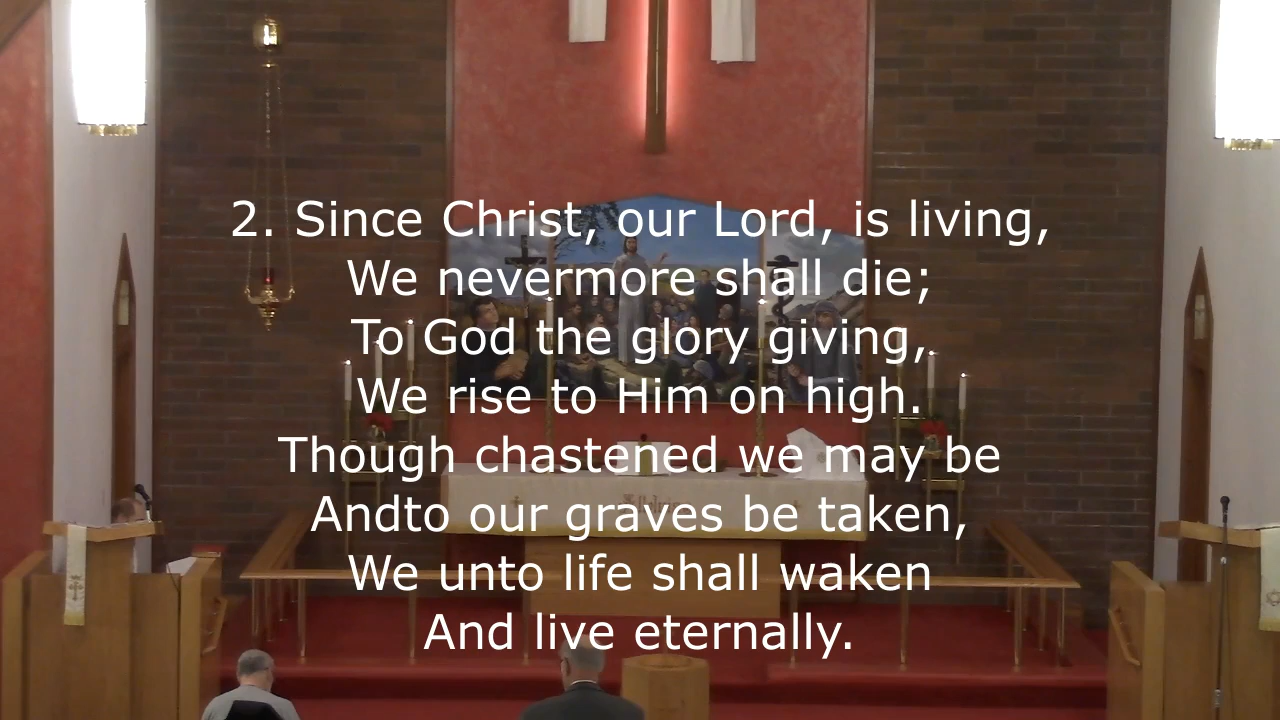 2. Since Christ, our Lord, is living,
We nevermore shall die;
To God the glory giving,
We rise to Him on high.
Though chastened we may be
Andto our graves be taken,
We unto life shall waken
And live eternally.